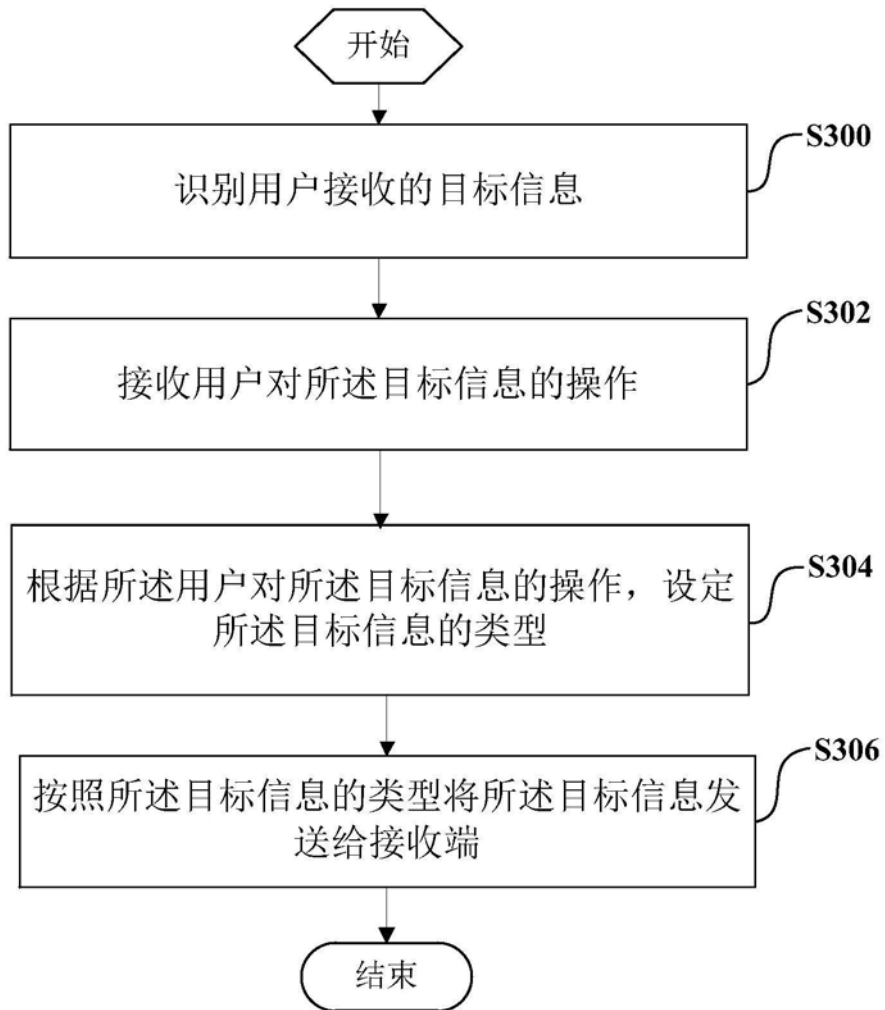 开始
S300
识别用户接收的目标信息
S302
接收用户对所述目标信息的操作
S304
根据所述用户对所述目标信息的操作，设定
所述目标信息的类型
S306
按照所述目标信息的类型将所述目标信息发
送给接收端
结束